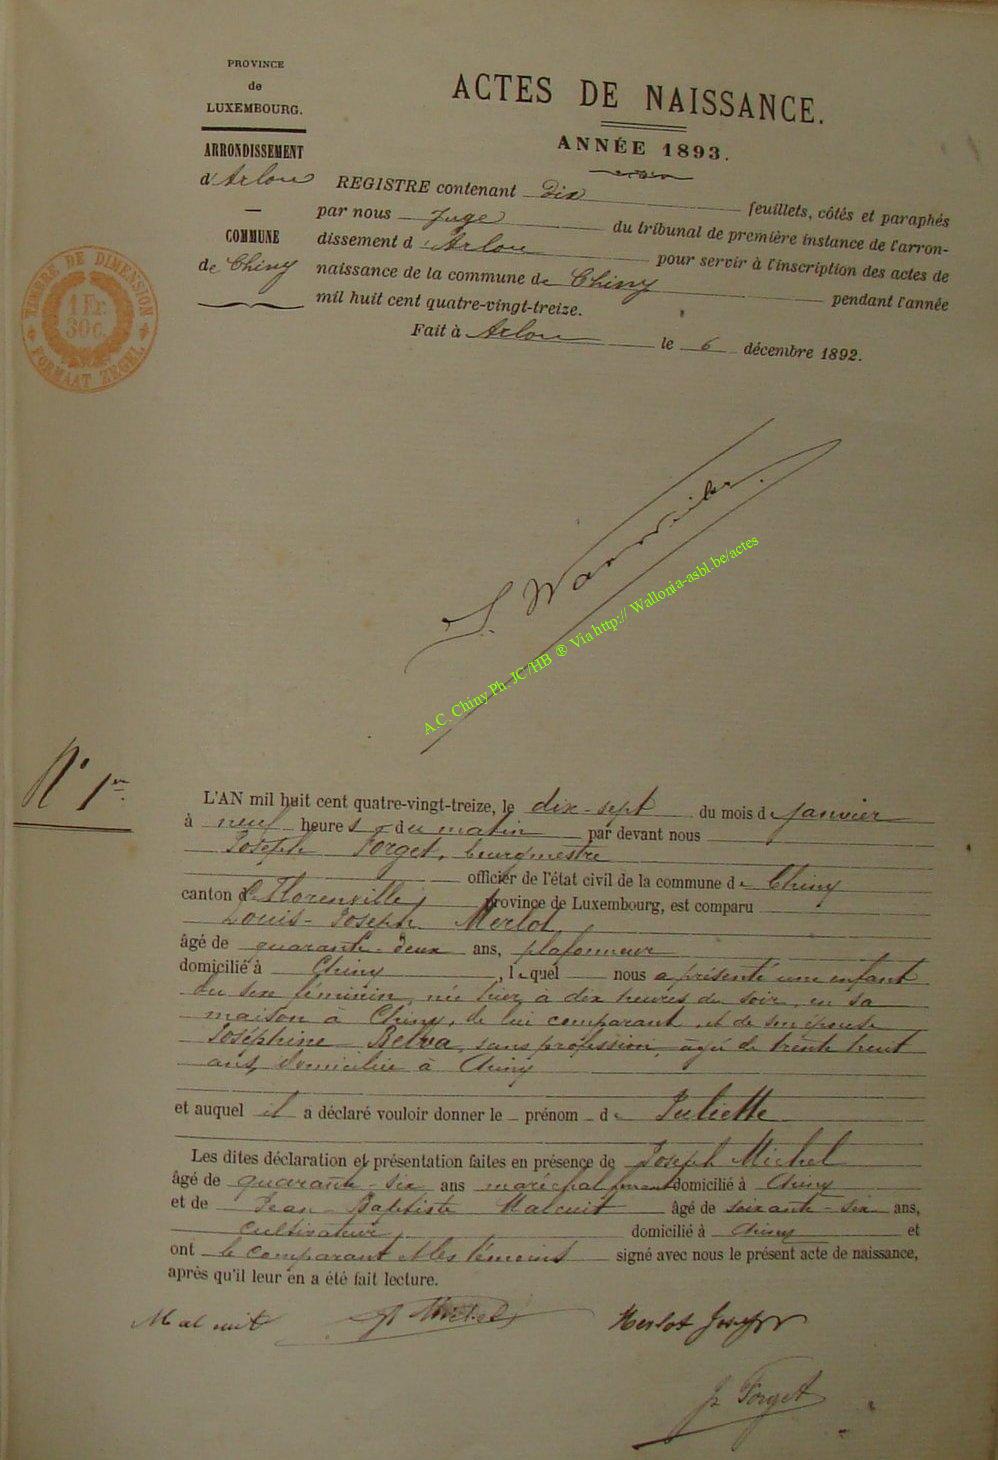 PROVINCE
de
LUXEMBOURG.
ARRONDISSEMENT
d'Arlon
COMMUNE
de Chiny
TIMBRE DE DIMENSION
1 Fr.
30c.
FORMAAT ZEGEL
ACTES DE NAISSANCE.
ANNÉE 1893.
REGISTRE contenant Dix feuillets, côtés et paraphés
par nous Juge du tribunal de première instance de l'arron-
dissement d'Arlon pour servir à l'inscription des actes de
naissance de la commune de Chiny pendant l'année
mil huit cent quatre-vingt-treize.
Fait à Arlon le 6 décembre 1892.
A.C. Chiny Ph. JC/HB ® Via http:// Wallonia-asbl.be/actes
N° 1er
L'AN mil huit cent quatre-vingt-treize, le dix-sept du mois de janvier
à neuf heures du matin par devant nous
Joseph Forget, bourgmestre
officier de l'état civil de la commune de Chiny
canton de Florenville, province de Luxembourg, est comparu
Louis-Joseph Merlot
âgé de quarante-deux ans, plafonneur
domicilié à Chiny, lequel nous a présenté une enfant
du sexe féminin, née hier à dix heures du soir, en sa
maison à Chiny, de lui comparant, et de son épouse
Joséphine Belva, sans profession, âgée de trente huit
ans, domiciliée à Chiny
et auquel il a déclaré vouloir donner le prénom de Juliette
Les dites déclaration et présentation faites en présence de Joseph Michel
âgé de quarante-six ans maréchal ferrant domicilié à Chiny
et de Jean-Baptiste Malcuit âgé de soixante-six ans,
cultivateur, domicilié à Chiny et
ont le comparant et les témoins signé avec nous le présent acte de naissance,
après qu'il leur en a été fait lecture.
Malcuit J Michel Merlot Joseph
J. Forget